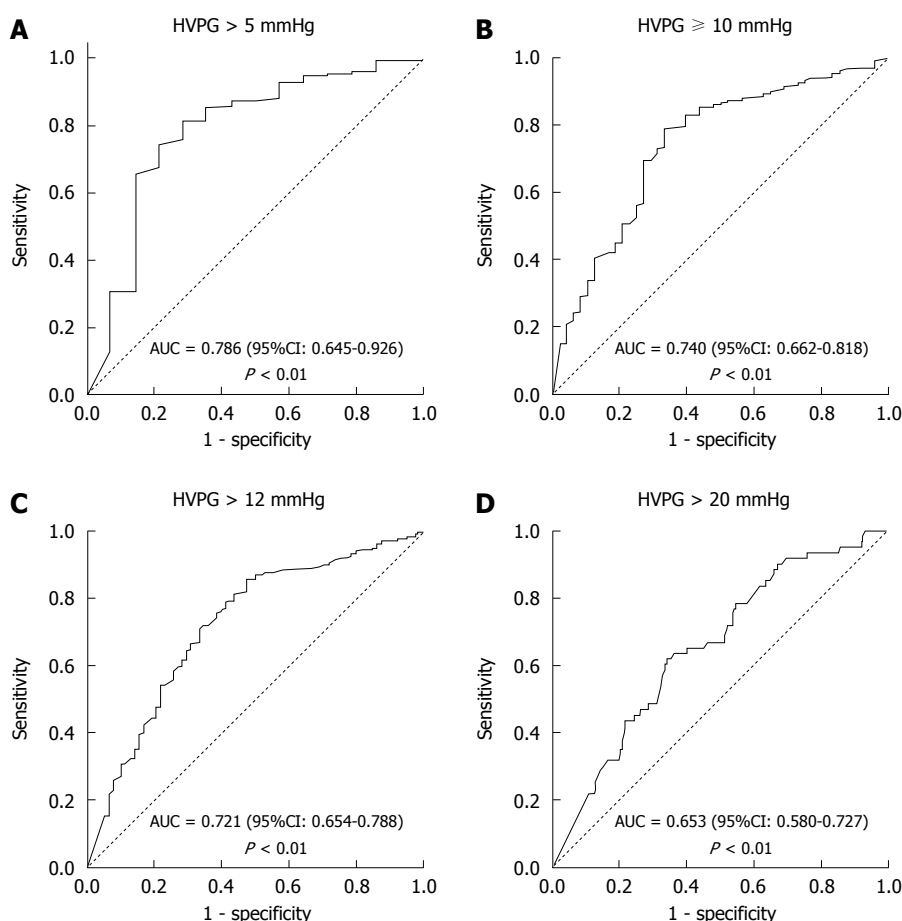 A
HVPG > 5 mmHg
1.0
0.8
0.6
0.4
0.2
0.0
Sensitivity
AUC = 0.786 (95%CI: 0.645-0.926)
P < 0.01
0.0 0.2 0.4 0.6 0.8 1.0
1 - specificity
B
HVPG ⩾ 10 mmHg
1.0
0.8
0.6
0.4
0.2
0.0
Sensitivity
AUC = 0.740 (95%CI: 0.662-0.818)
P < 0.01
0.0 0.2 0.4 0.6 0.8 1.0
1 - specificity
C
HVPG > 12 mmHg
1.0
0.8
0.6
0.4
0.2
0.0
Sensitivity
AUC = 0.721 (95%CI: 0.654-0.788)
P < 0.01
0.0 0.2 0.4 0.6 0.8 1.0
1 - specificity
D
HVPG > 20 mmHg
1.0
0.8
0.6
0.4
0.2
0.0
Sensitivity
AUC = 0.653 (95%CI: 0.580-0.727)
P < 0.01
0.0 0.2 0.4 0.6 0.8 1.0
1 - specificity